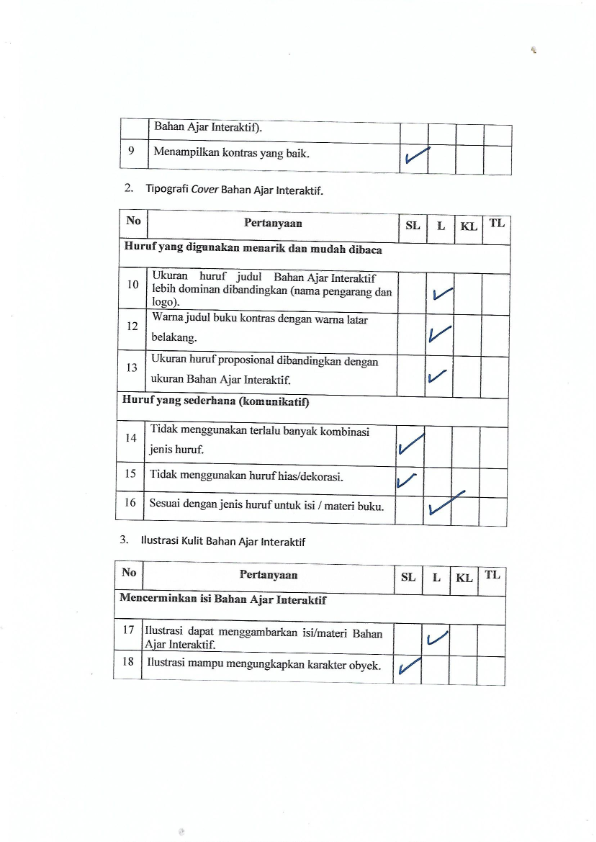 Bahan Ajar Interaktif).
9 Menampilkan kontras yang baik. ✓
2. Tipografi Cover Bahan Ajar Interaktif.
No Pertanyaan SL L KL TL
Huruf yang digunakan menarik dan mudah dibaca
10 Ukuran huruf judul Bahan Ajar Interaktif
lebih dominan dibandingkan (nama pengarang dan
logo). ✓
12 Warna judul buku kontras dengan warna latar
belakang. ✓
13 Ukuran huruf proposional dibandingkan dengan
ukuran Bahan Ajar Interaktif. ✓
Huruf yang sederhana (komunikatif)
14 Tidak menggunakan terlalu banyak kombinasi
jenis huruf. ✓
15 Tidak menggunakan huruf hias/dekorasi. ✓
16 Sesuai dengan jenis huruf untuk isi / materi buku. ✓
3. Ilustrasi Kulit Bahan Ajar Interaktif
No Pertanyaan SL L KL TL
Mencerminkan isi Bahan Ajar Interaktif
17 Ilustrasi dapat menggambarkan isi/materi Bahan
Ajar Interaktif. ✓
18 Ilustrasi mampu mengungkapkan karakter obyek. ✓